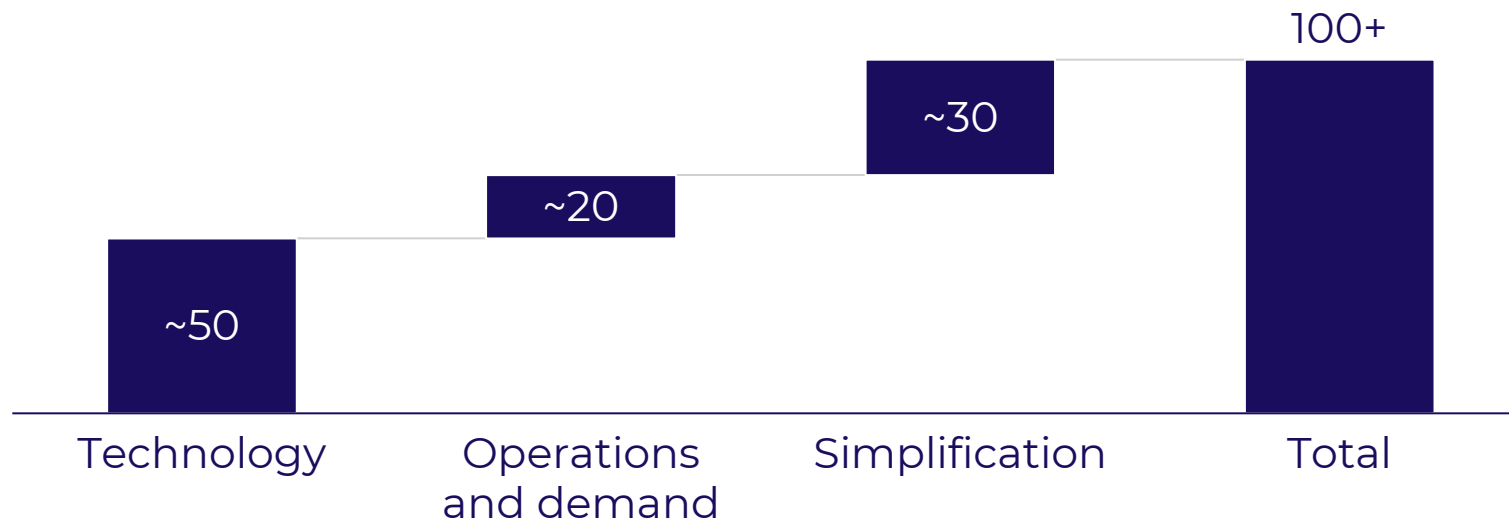 100+
~30
~20
~50
Technology
Operations
and demand
Simplification
Total